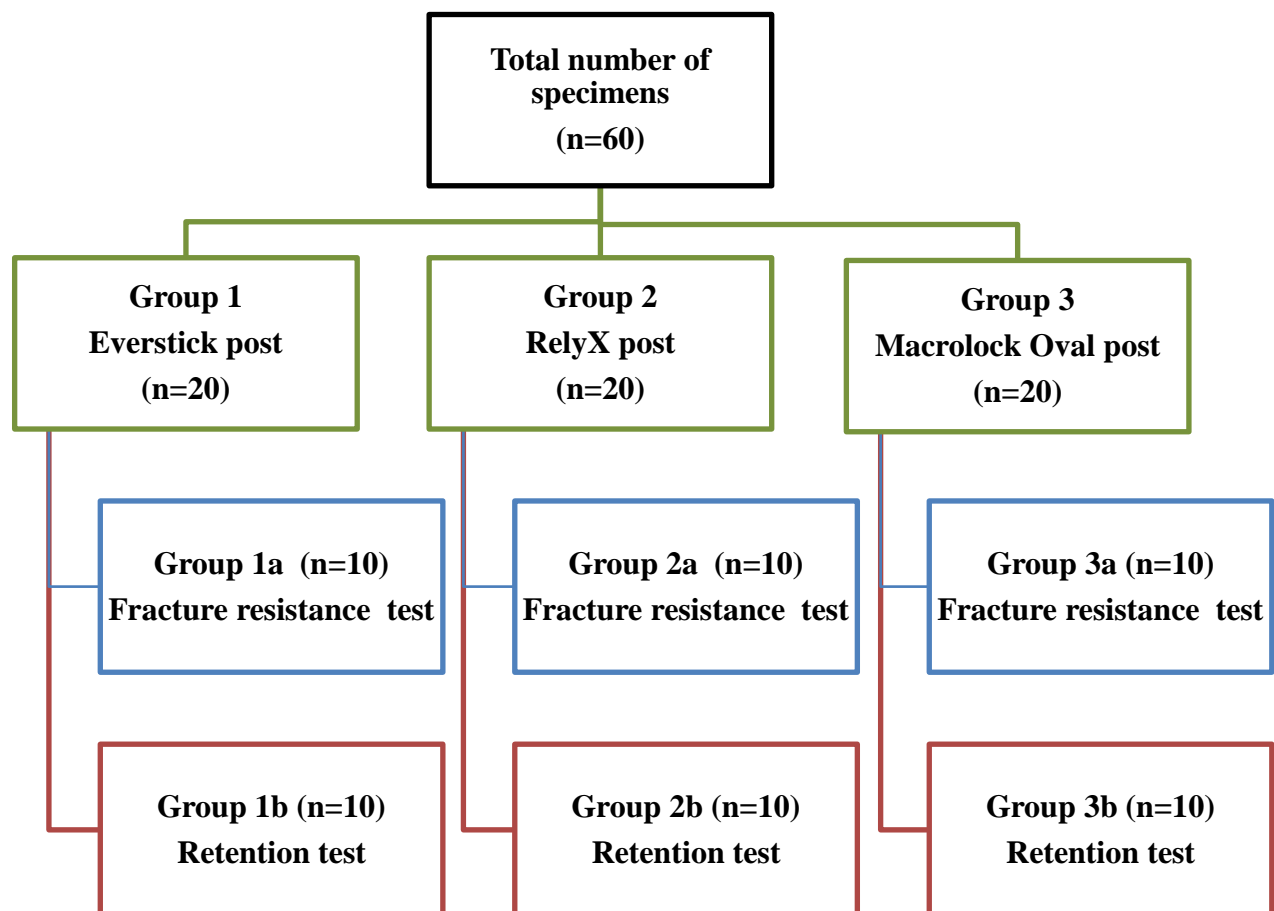 Total number of
specimens
(n=60)
Group 1
Everstick post
(n=20)
Group 2
RelyX post
(n=20)
Group 3
Macrolock Oval post
(n=20)
Group 1a  (n=10)
Fracture resistance  test
Group 2a  (n=10)
Fracture resistance  test
Group 3a (n=10)
Fracture resistance  test
Group 1b (n=10)
Retention test
Group 2b (n=10)
Retention test
Group 3b (n=10)
Retention test